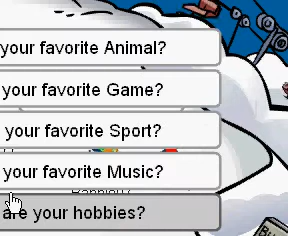 your favorite Animal?
your favorite Game?
your favorite Sport?
your favorite Music?
are your hobbies?